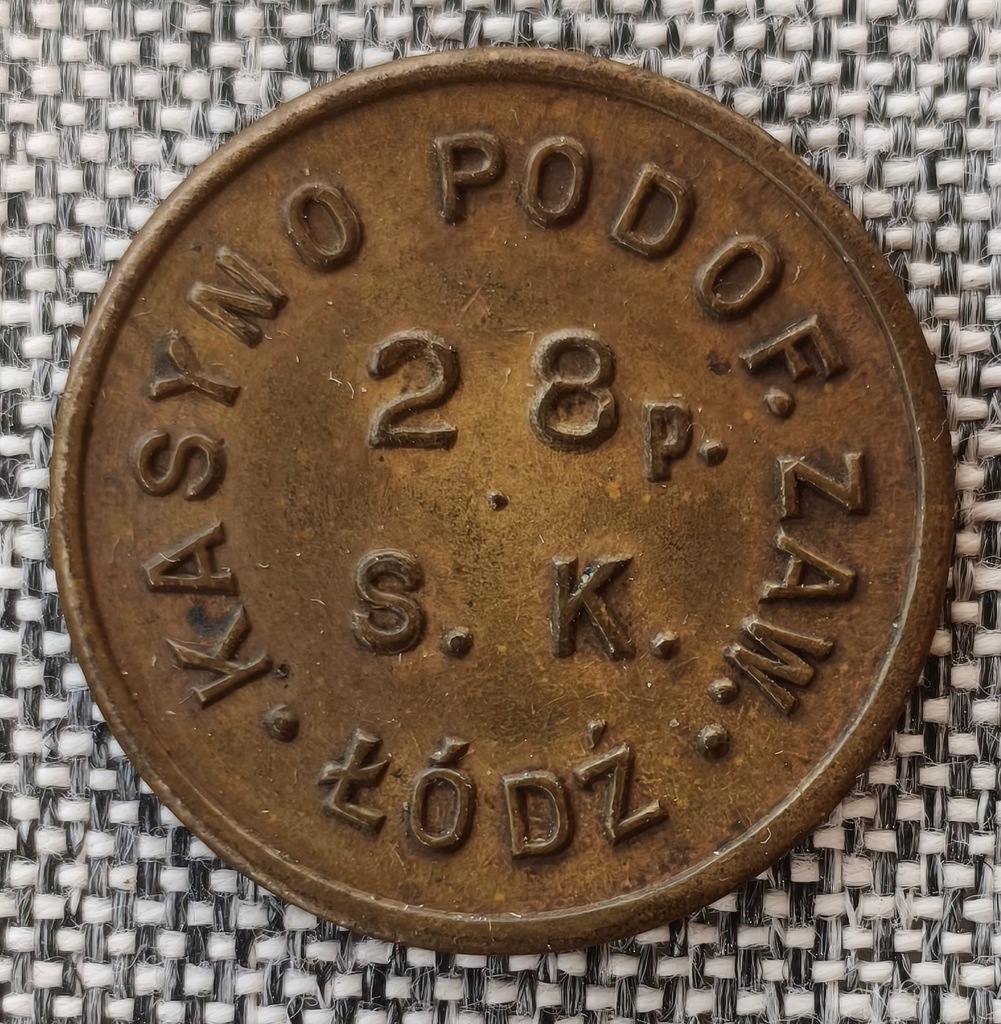 KASYNO PODOF. ZAW.
28 P.
S. K.
ŁÓDŹ